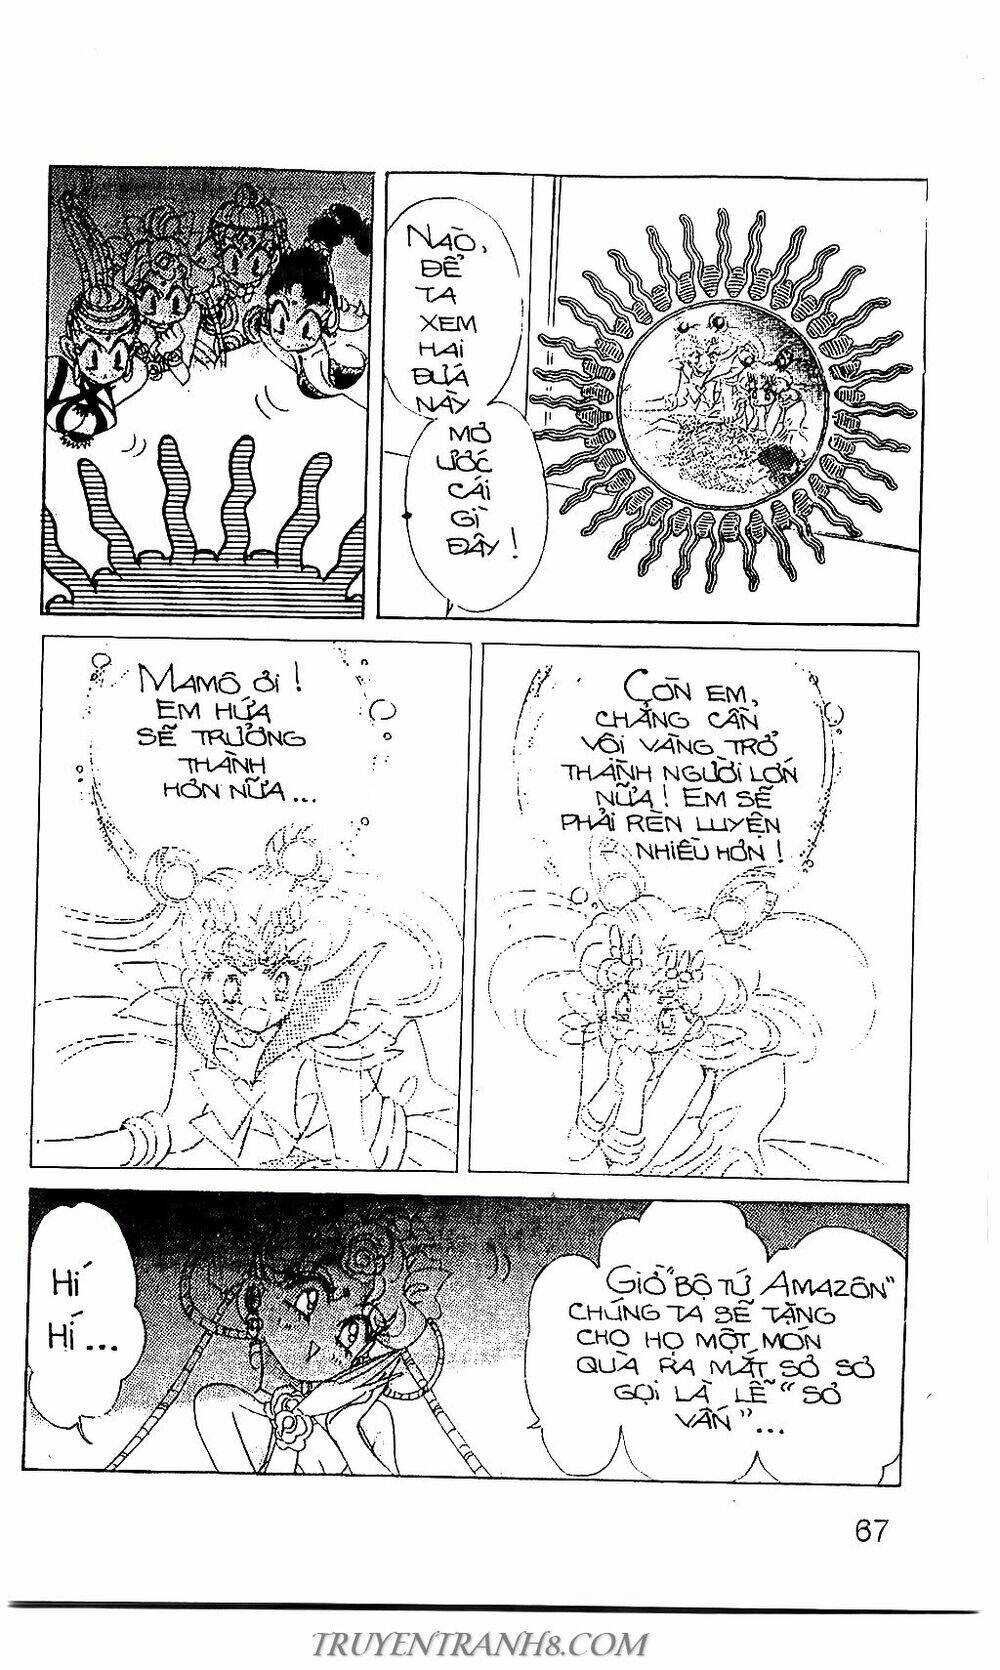 NÀO,
ĐỂ
TA
XEM
HAI
ĐỨA
NÀY
MƠ
ƯỚC
CÁI
GÌ
ĐÂY!
MAMÔ ƠI!
EM HỨA
SẼ TRƯỞNG
THÀNH
HƠN NỮA...
CÒN EM,
CHẲNG CẦN
VỘI VÀNG TRỞ
THÀNH NGƯỜI LỚN
NỮA! EM SẼ
PHẢI RÈN LUYỆN
NHIỀU HƠN!
HÍ
HÍ...
GIỜ "BỘ TỨ AMAZÔN"
CHÚNG TA SẼ TẶNG
CHO HỌ MỘT MÓN
QUÀ RA MẮT SƠ SƠ
GỌI LÀ LỄ "SƠ
VẤN"...
67
TRUYENTRANH8.COM